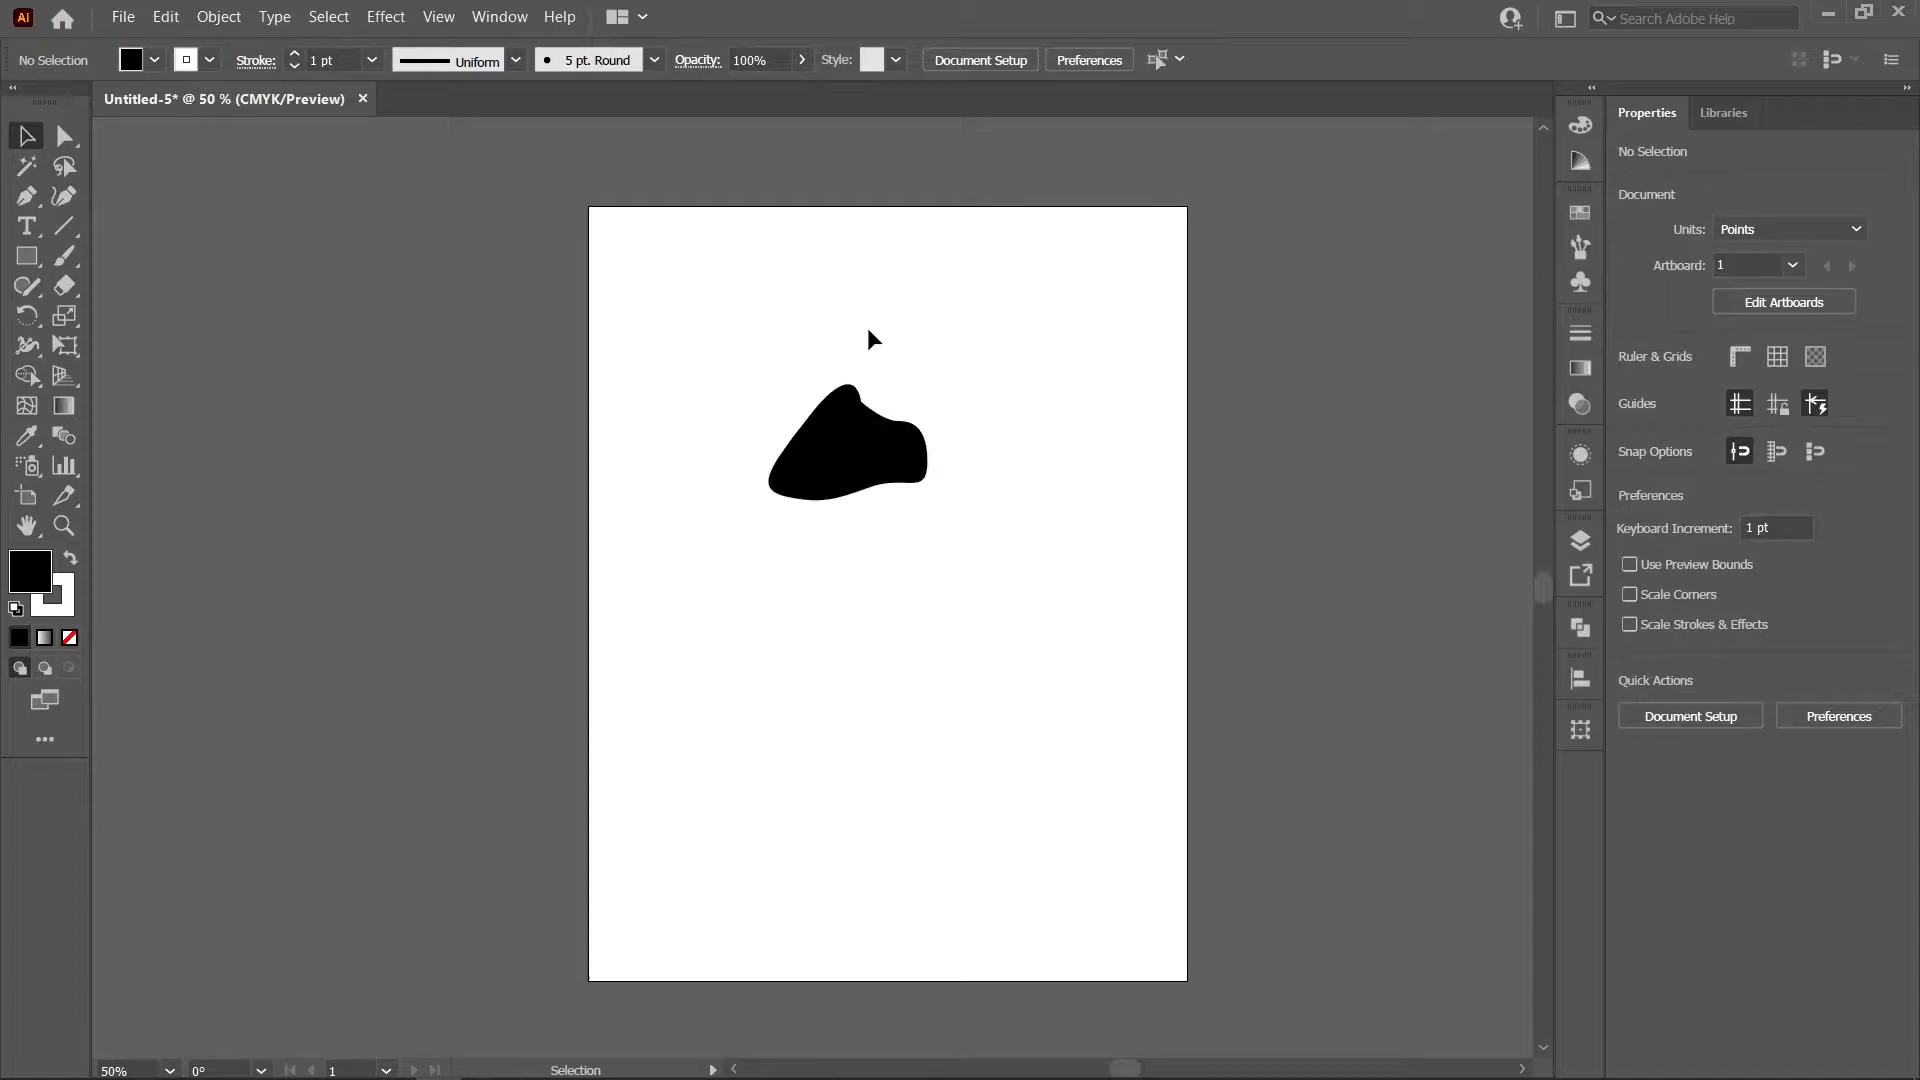 Ai File Edit Object Type Select Effect View Window Help Search Adobe Help
No Selection Stroke: 1 pt Uniform 5 pt. Round Opacity: 100% Style: Document Setup Preferences
Untitled-5* @ 50 % (CMYK/Preview)
Properties Libraries
No Selection
Document
Units: Points
Artboard: 1
Edit Artboards
Ruler & Grids
Guides
Snap Options
Preferences
Keyboard Increment: 1 pt
Use Preview Bounds
Scale Corners
Scale Strokes & Effects
Quick Actions
Document Setup Preferences
50% 0° 1 Selection